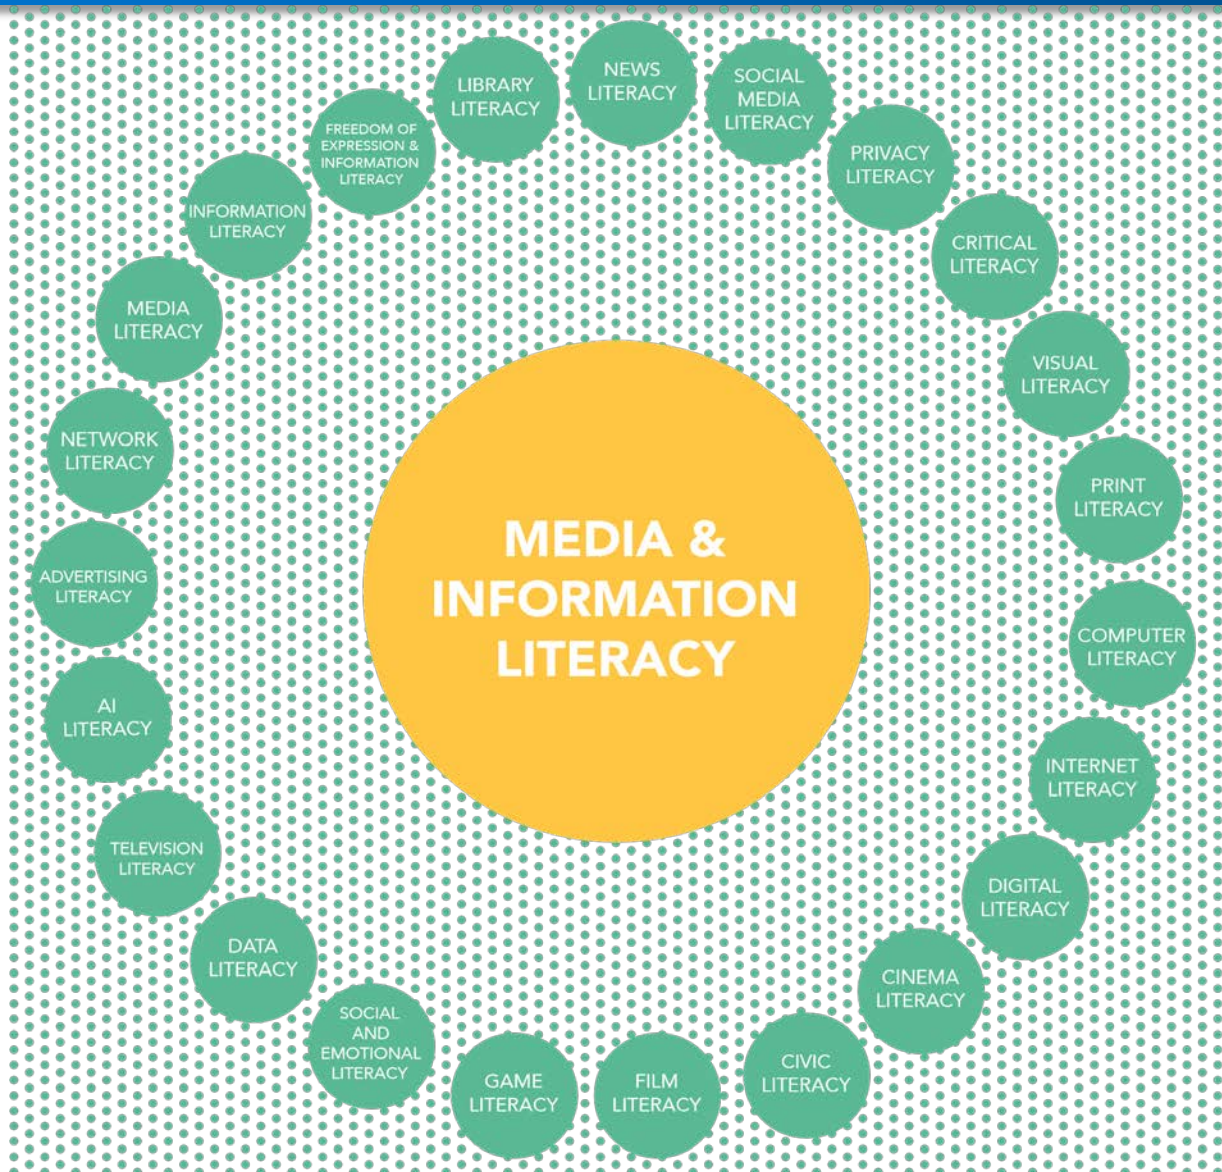 NEWS
LITERACY
SOCIAL
MEDIA
LITERACY
PRIVACY
LITERACY
CRITICAL
LITERACY
VISUAL
LITERACY
PRINT
LITERACY
COMPUTER
LITERACY
INTERNET
LITERACY
DIGITAL
LITERACY
CINEMA
LITERACY
CIVIC
LITERACY
FILM
LITERACY
GAME
LITERACY
SOCIAL
AND
EMOTIONAL
LITERACY
DATA
LITERACY
TELEVISION
LITERACY
AI
LITERACY
ADVERTISING
LITERACY
NETWORK
LITERACY
MEDIA
LITERACY
INFORMATION
LITERACY
FREEDOM OF
EXPRESSION &
INFORMATION
LITERACY
LIBRARY
LITERACY
MEDIA &
INFORMATION
LITERACY